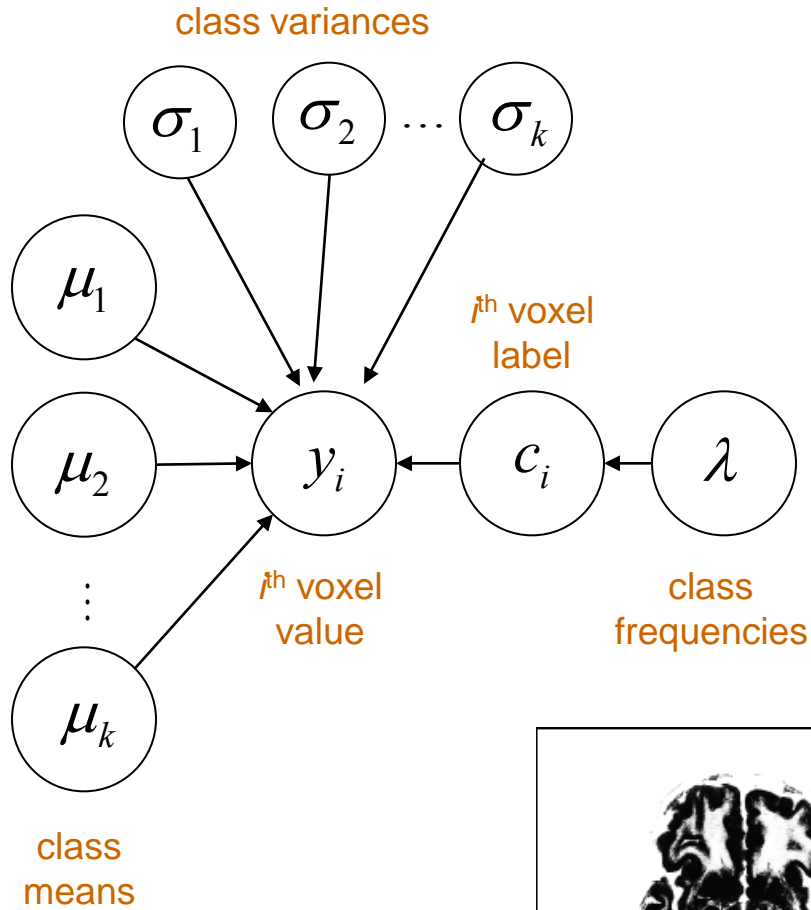 class variances
σ₁ σ₂ … σₖ
μ₁
iᵗʰ voxel
label
μ₂ yᵢ cᵢ λ
⋮
iᵗʰ voxel
value
class
frequencies
μₖ
class
means